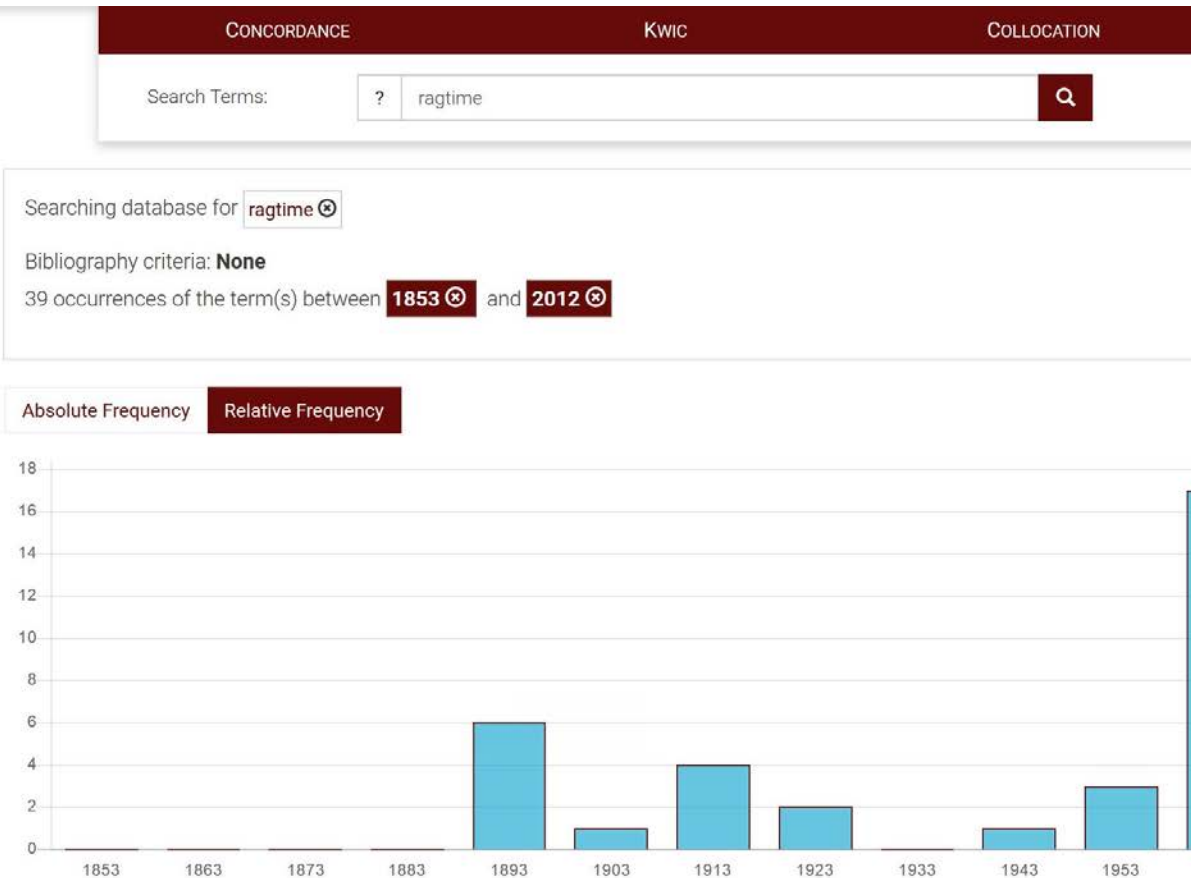 CONCORDANCE KWIC COLLOCATION
Search Terms: ? ragtime
Searching database for ragtime
Bibliography criteria: None
39 occurrences of the term(s) between 1853 and 2012
Absolute Frequency Relative Frequency
18
16
14
12
10
8
6
4
2
0
1853 1863 1873 1883 1893 1903 1913 1923 1933 1943 1953